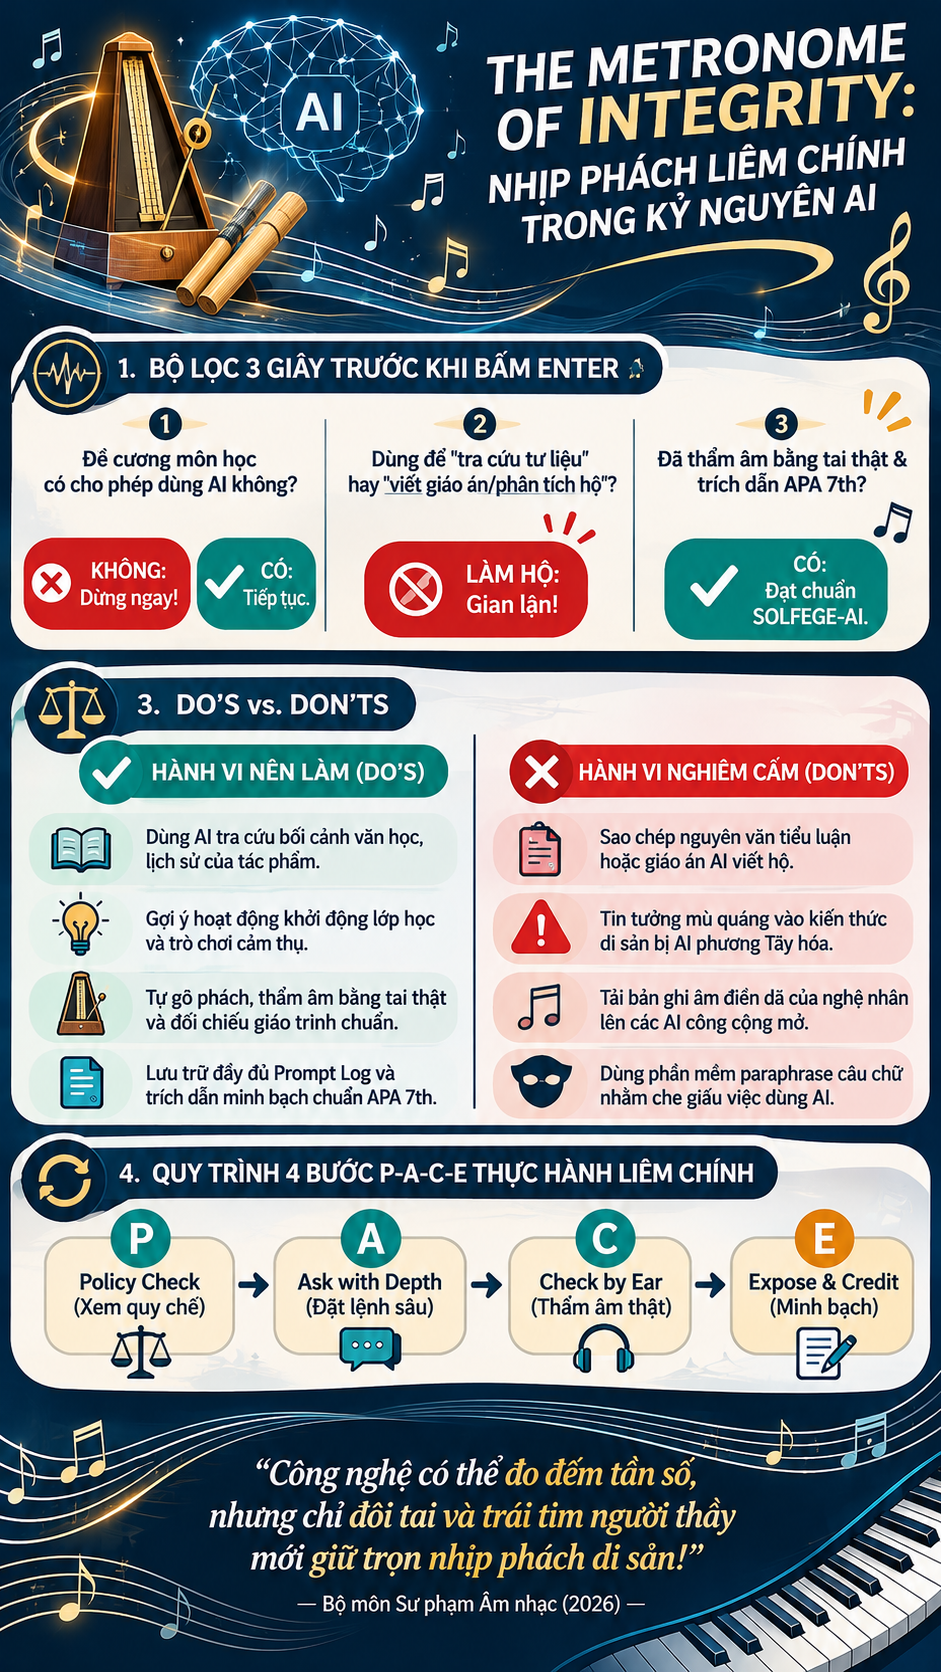 AI
THE METRONOME
OF INTEGRITY:
NHỊP PHÁCH LIÊM CHÍNH
TRONG KỶ NGUYÊN AI
1. BỘ LỌC 3 GIÂY TRƯỚC KHI BẤM ENTER
1
Đề cương môn học
có cho phép dùng AI không?
KHÔNG:
Dừng ngay!
CÓ:
Tiếp tục.
2
Dùng để "tra cứu tư liệu"
hay "viết giáo án/phân tích hộ"?
LÀM HỘ:
Gian lận!
3
Đã thẩm âm bằng tai thật &
trích dẫn APA 7th?
CÓ:
Đạt chuẩn
SOLFEGE-AI.
3. DO'S vs. DON'TS
HÀNH VI NÊN LÀM (DO'S)
Dùng AI tra cứu bối cảnh văn học,
lịch sử của tác phẩm.
Gợi ý hoạt động khởi động lớp học
và trò chơi cảm thụ.
Tự gõ phách, thẩm âm bằng tai thật
và đối chiếu giáo trình chuẩn.
Lưu trữ đầy đủ Prompt Log và
trích dẫn minh bạch chuẩn APA 7th.
HÀNH VI NGHIÊM CẤM (DON'TS)
Sao chép nguyên văn tiểu luận
hoặc giáo án AI viết hộ.
Tin tưởng mù quáng vào kiến thức
di sản bị AI phương Tây hóa.
Tải bản ghi âm điền dã của nghệ nhân
lên các AI công cộng mở.
Dùng phần mềm paraphrase câu chữ
nhằm che giấu việc dùng AI.
4. QUY TRÌNH 4 BƯỚC P-A-C-E THỰC HÀNH LIÊM CHÍNH
P
Policy Check
(Xem quy chế)
A
Ask with Depth
(Đặt lệnh sâu)
C
Check by Ear
(Thẩm âm thật)
E
Expose & Credit
(Minh bạch)
“Công nghệ có thể đo đếm tần số,
nhưng chỉ đôi tai và trái tim người thầy
mới giữ trọn nhịp phách di sản!”
— Bộ môn Sư phạm Âm nhạc (2026) —